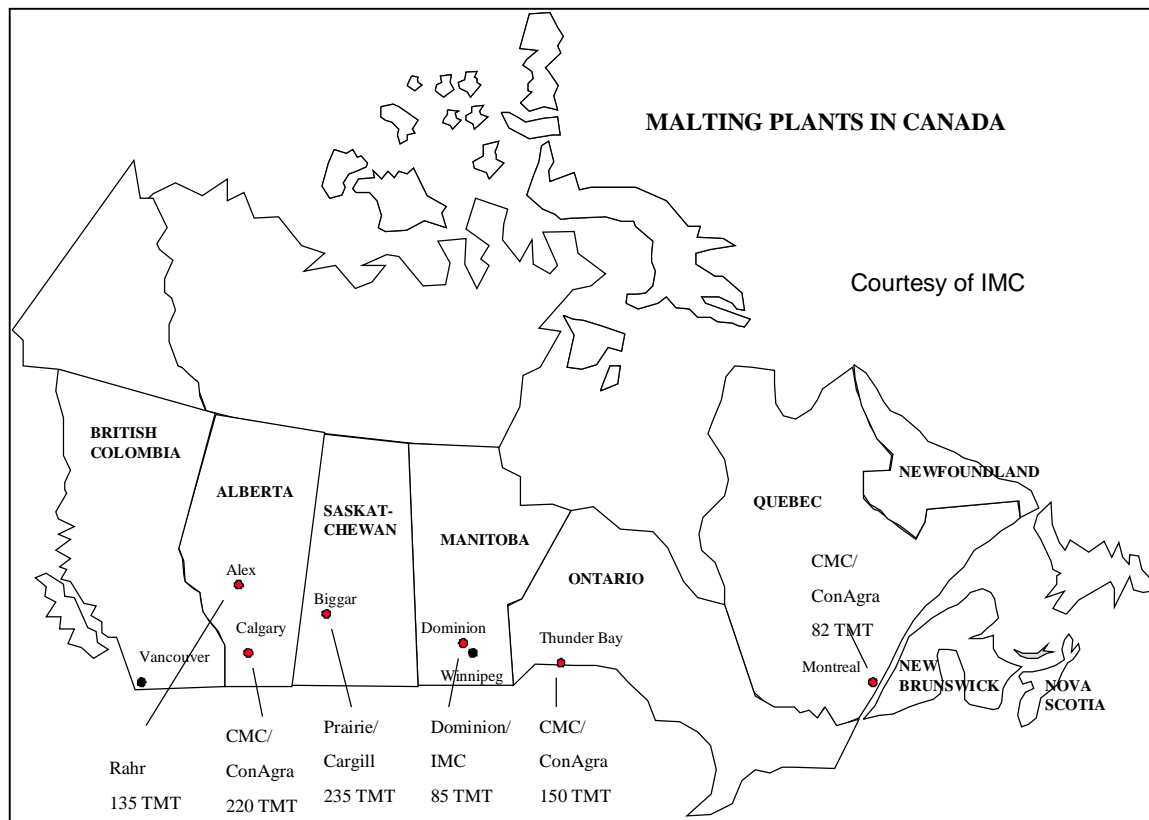 MALTING PLANTS IN CANADA
Courtesy of IMC
BRITISH
COLOMBIA
ALBERTA
SASKAT-
CHEWAN
MANITOBA
ONTARIO
QUEBEC
NEWFOUNDLAND
NEW
BRUNSWICK
NOVA
SCOTIA
Alex
Biggar
Calgary
Dominion
Vancouver
Winnipeg
Thunder Bay
Montreal
CMC/
ConAgra
82 TMT
Rahr
135 TMT
CMC/
ConAgra
220 TMT
Prairie/
Cargill
235 TMT
Dominion/
IMC
85 TMT
CMC/
ConAgra
150 TMT